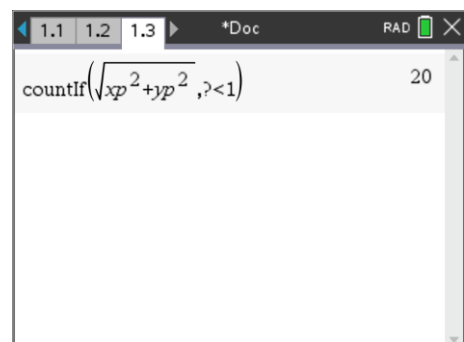 1.1 1.2 1.3 *Doc RAD
countIf(√xp²+yp² ,?<1) 20